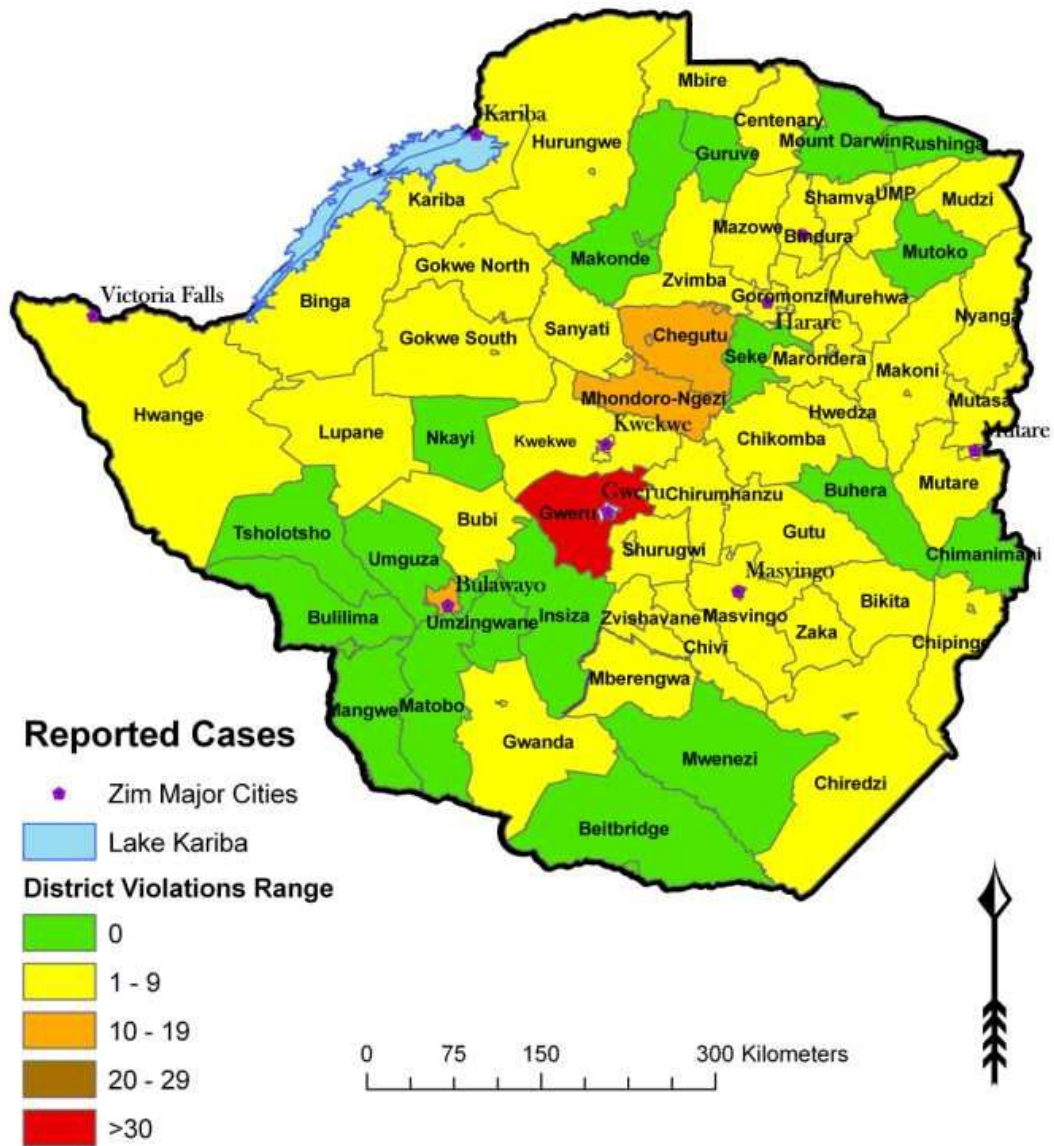 Mbire
Kariba
Centenary
Hurungwe
Mount Darwin
Rushinga
Guruve
Kariba
Shamva
UMP
Mudzi
Mazowe
Bindura
Makonde
Mutoko
Gokwe North
Zvimba
Victoria Falls
Binga
Goromonzi
Murehwa
Nyanga
Gokwe South
Sanyati
Chegutu
Harare
Seke
Marondera
Makoni
Hwange
Mhondoro-Ngezi
Hwedza
Mutasa
Lupane
Nkayi
Kwekwe
Kwekwe
Chikomba
Mutare
Mutare
Gweru
Chirumhanzu
Buhera
Gweru
Bubi
Tsholotsho
Gutu
Umguza
Shurugwi
Chimanimani
Bulawayo
Masvingo
Bulilima
Umzingwane
Insiza
Zvishavane
Masvingo
Bikita
Zaka
Chivi
Chipinge
Mberengwa
Mangwe
Matobo
Gwanda
Mwenezi
Chiredzi
Beitbridge
Reported Cases
Zim Major Cities
Lake Kariba
District Violations Range
0
1 - 9
10 - 19
20 - 29
>30
0 75 150 300 Kilometers